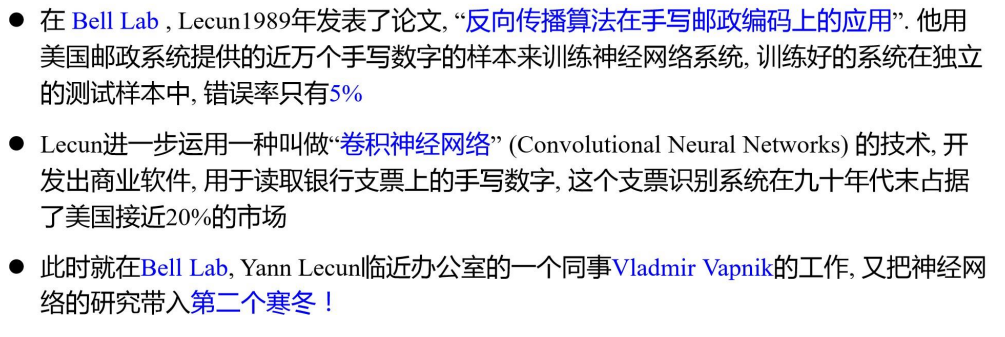 ● 在 Bell Lab , Lecun1989年发表了论文, “反向传播算法在手写邮政编码上的应用”. 他用
美国邮政系统提供的近万个手写数字的样本来训练神经网络系统, 训练好的系统在独立
的测试样本中, 错误率只有5%
● Lecun进一步运用一种叫做“卷积神经网络” (Convolutional Neural Networks) 的技术, 开
发出商业软件, 用于读取银行支票上的手写数字, 这个支票识别系统在九十年代末占据
了美国接近20%的市场
● 此时就在Bell Lab, Yann Lecun临近办公室的一个同事Vladmir Vapnik的工作, 又把神经网
络的研究带入第二个寒冬！